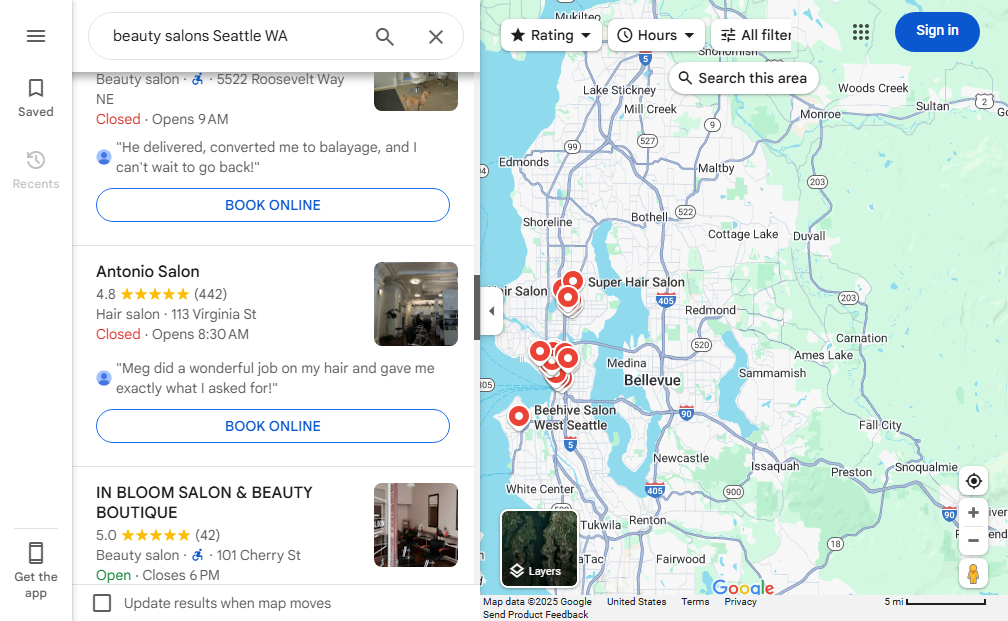 beauty salons Seattle WA
Saved
Recents
Get the
app
Beauty salon · 5522 Roosevelt Way
NE
Closed · Opens 9 AM
"He delivered, converted me to balayage, and I
can't wait to go back!"
BOOK ONLINE
Antonio Salon
4.8 (442)
Hair salon · 113 Virginia St
Closed · Opens 8:30 AM
"Meg did a wonderful job on my hair and gave me
exactly what I asked for!"
BOOK ONLINE
IN BLOOM SALON & BEAUTY
BOUTIQUE
5.0 (42)
Beauty salon · 101 Cherry St
Open · Closes 6 PM
Update results when map moves
Rating
Hours
All filter
Sign in
Search this area
Mukilteo
Snohomish
5
Lake Stickney
Woods Creek
2
Mill Creek
Sultan
Monroe
9
527
99
Edmonds
Maltby
203
Bothell
522
Shoreline
Cottage Lake
Duvall
Super Hair Salon
air Salon
405
203
Redmond
Carnation
520
Ames Lake
Medina
Sammamish
Bellevue
305
Beehive Salon
West Seattle
90
Fall City
5
Newcastle
Issaquah
Preston
Snoqualmie
White Center
405
900
90
Tukwila
Renton
18
Fairwood
Layers
Google
Map data ©2025 Google
United States
Terms
Privacy
5 mi
Send Product Feedback